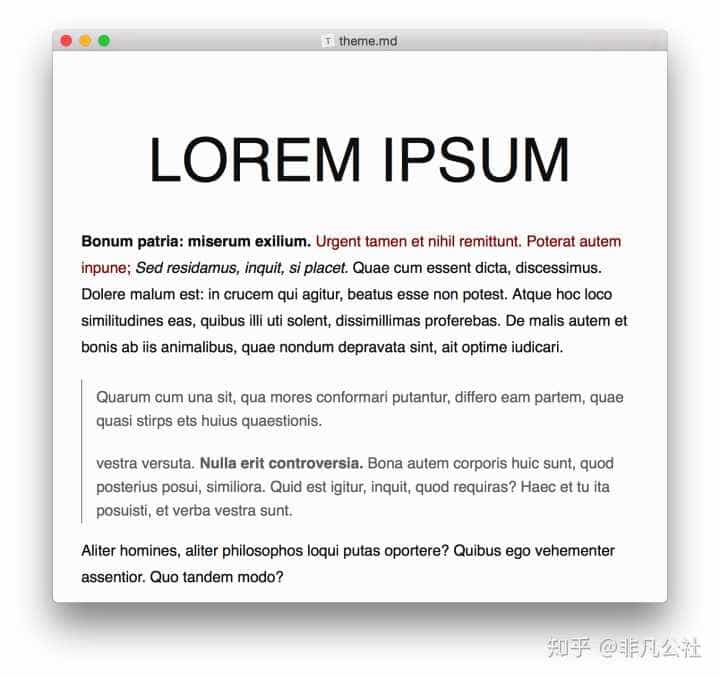 theme.md
LOREM IPSUM
Bonum patria: miserum exilium. Urgent tamen et nihil remittunt. Poterat autem
inpune; Sed residamus, inquit, si placet. Quae cum essent dicta, discessimus.
Dolere malum est: in crucem qui agitur, beatus esse non potest. Atque hoc loco
similitudines eas, quibus illi uti solent, dissimillimas proferebas. De malis autem et
bonis ab iis animalibus, quae nondum depravata sint, ait optime iudicari.
Quarum cum una sit, qua mores conformari putantur, differo eam partem, quae
quasi stirps ets huius quaestionis.
vestra versuta. Nulla erit controversia. Bona autem corporis huic sunt, quod
posterius posui, similiora. Quid est igitur, inquit, quod requiras? Haec et tu ita
posuisti, et verba vestra sunt.
Aliter homines, aliter philosophos loqui putas oportere? Quibus ego vehementer
assentior. Quo tandem modo?
知乎 @非凡公社